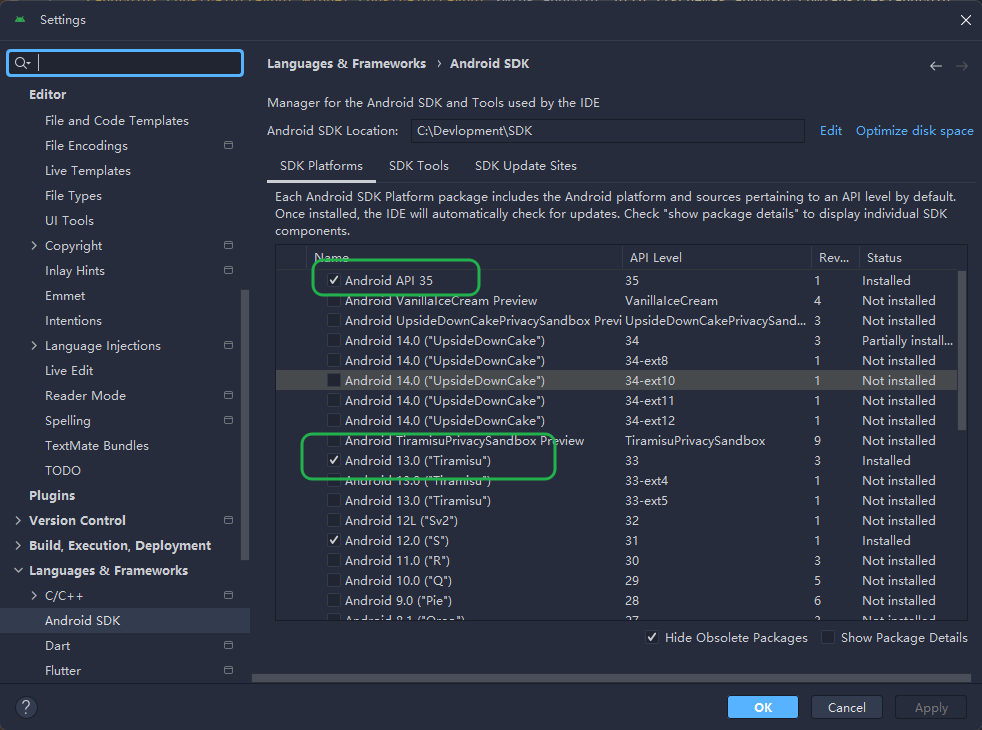 Settings
Editor
File and Code Templates
File Encodings
Live Templates
File Types
UI Tools
Copyright
Inlay Hints
Emmet
Intentions
Language Injections
Live Edit
Reader Mode
Spelling
TextMate Bundles
TODO
Plugins
Version Control
Build, Execution, Deployment
Languages & Frameworks
C/C++
Android SDK
Dart
Flutter
Languages & Frameworks › Android SDK
Manager for the Android SDK and Tools used by the IDE
Android SDK Location: C:\Devlopment\SDK Edit Optimize disk space
SDK Platforms SDK Tools SDK Update Sites
Each Android SDK Platform package includes the Android platform and sources pertaining to an API level by default.
Once installed, the IDE will automatically check for updates. Check "show package details" to display individual SDK
components.
Name API Level Rev... Status
Android API 35 35 1 Installed
Android VanillaIceCream Preview VanillaIceCream 4 Not installed
Android UpsideDownCakePrivacySandbox Previ UpsideDownCakePrivacySand... 3 Not installed
Android 14.0 ("UpsideDownCake") 34 3 Partially install...
Android 14.0 ("UpsideDownCake") 34-ext8 1 Not installed
Android 14.0 ("UpsideDownCake") 34-ext10 1 Not installed
Android 14.0 ("UpsideDownCake") 34-ext11 1 Not installed
Android 14.0 ("UpsideDownCake") 34-ext12 1 Not installed
Android TiramisuPrivacySandbox Preview TiramisuPrivacySandbox 9 Not installed
Android 13.0 ("Tiramisu") 33 3 Installed
Android 13.0 ("Tiramisu") 33-ext4 1 Not installed
Android 13.0 ("Tiramisu") 33-ext5 1 Not installed
Android 12L ("Sv2") 32 1 Not installed
Android 12.0 ("S") 31 1 Installed
Android 11.0 ("R") 30 3 Not installed
Android 10.0 ("Q") 29 5 Not installed
Android 9.0 ("Pie") 28 6 Not installed
Android 8.1 ("Oreo") 27 3 Not installed
Hide Obsolete Packages Show Package Details
? OK Cancel Apply